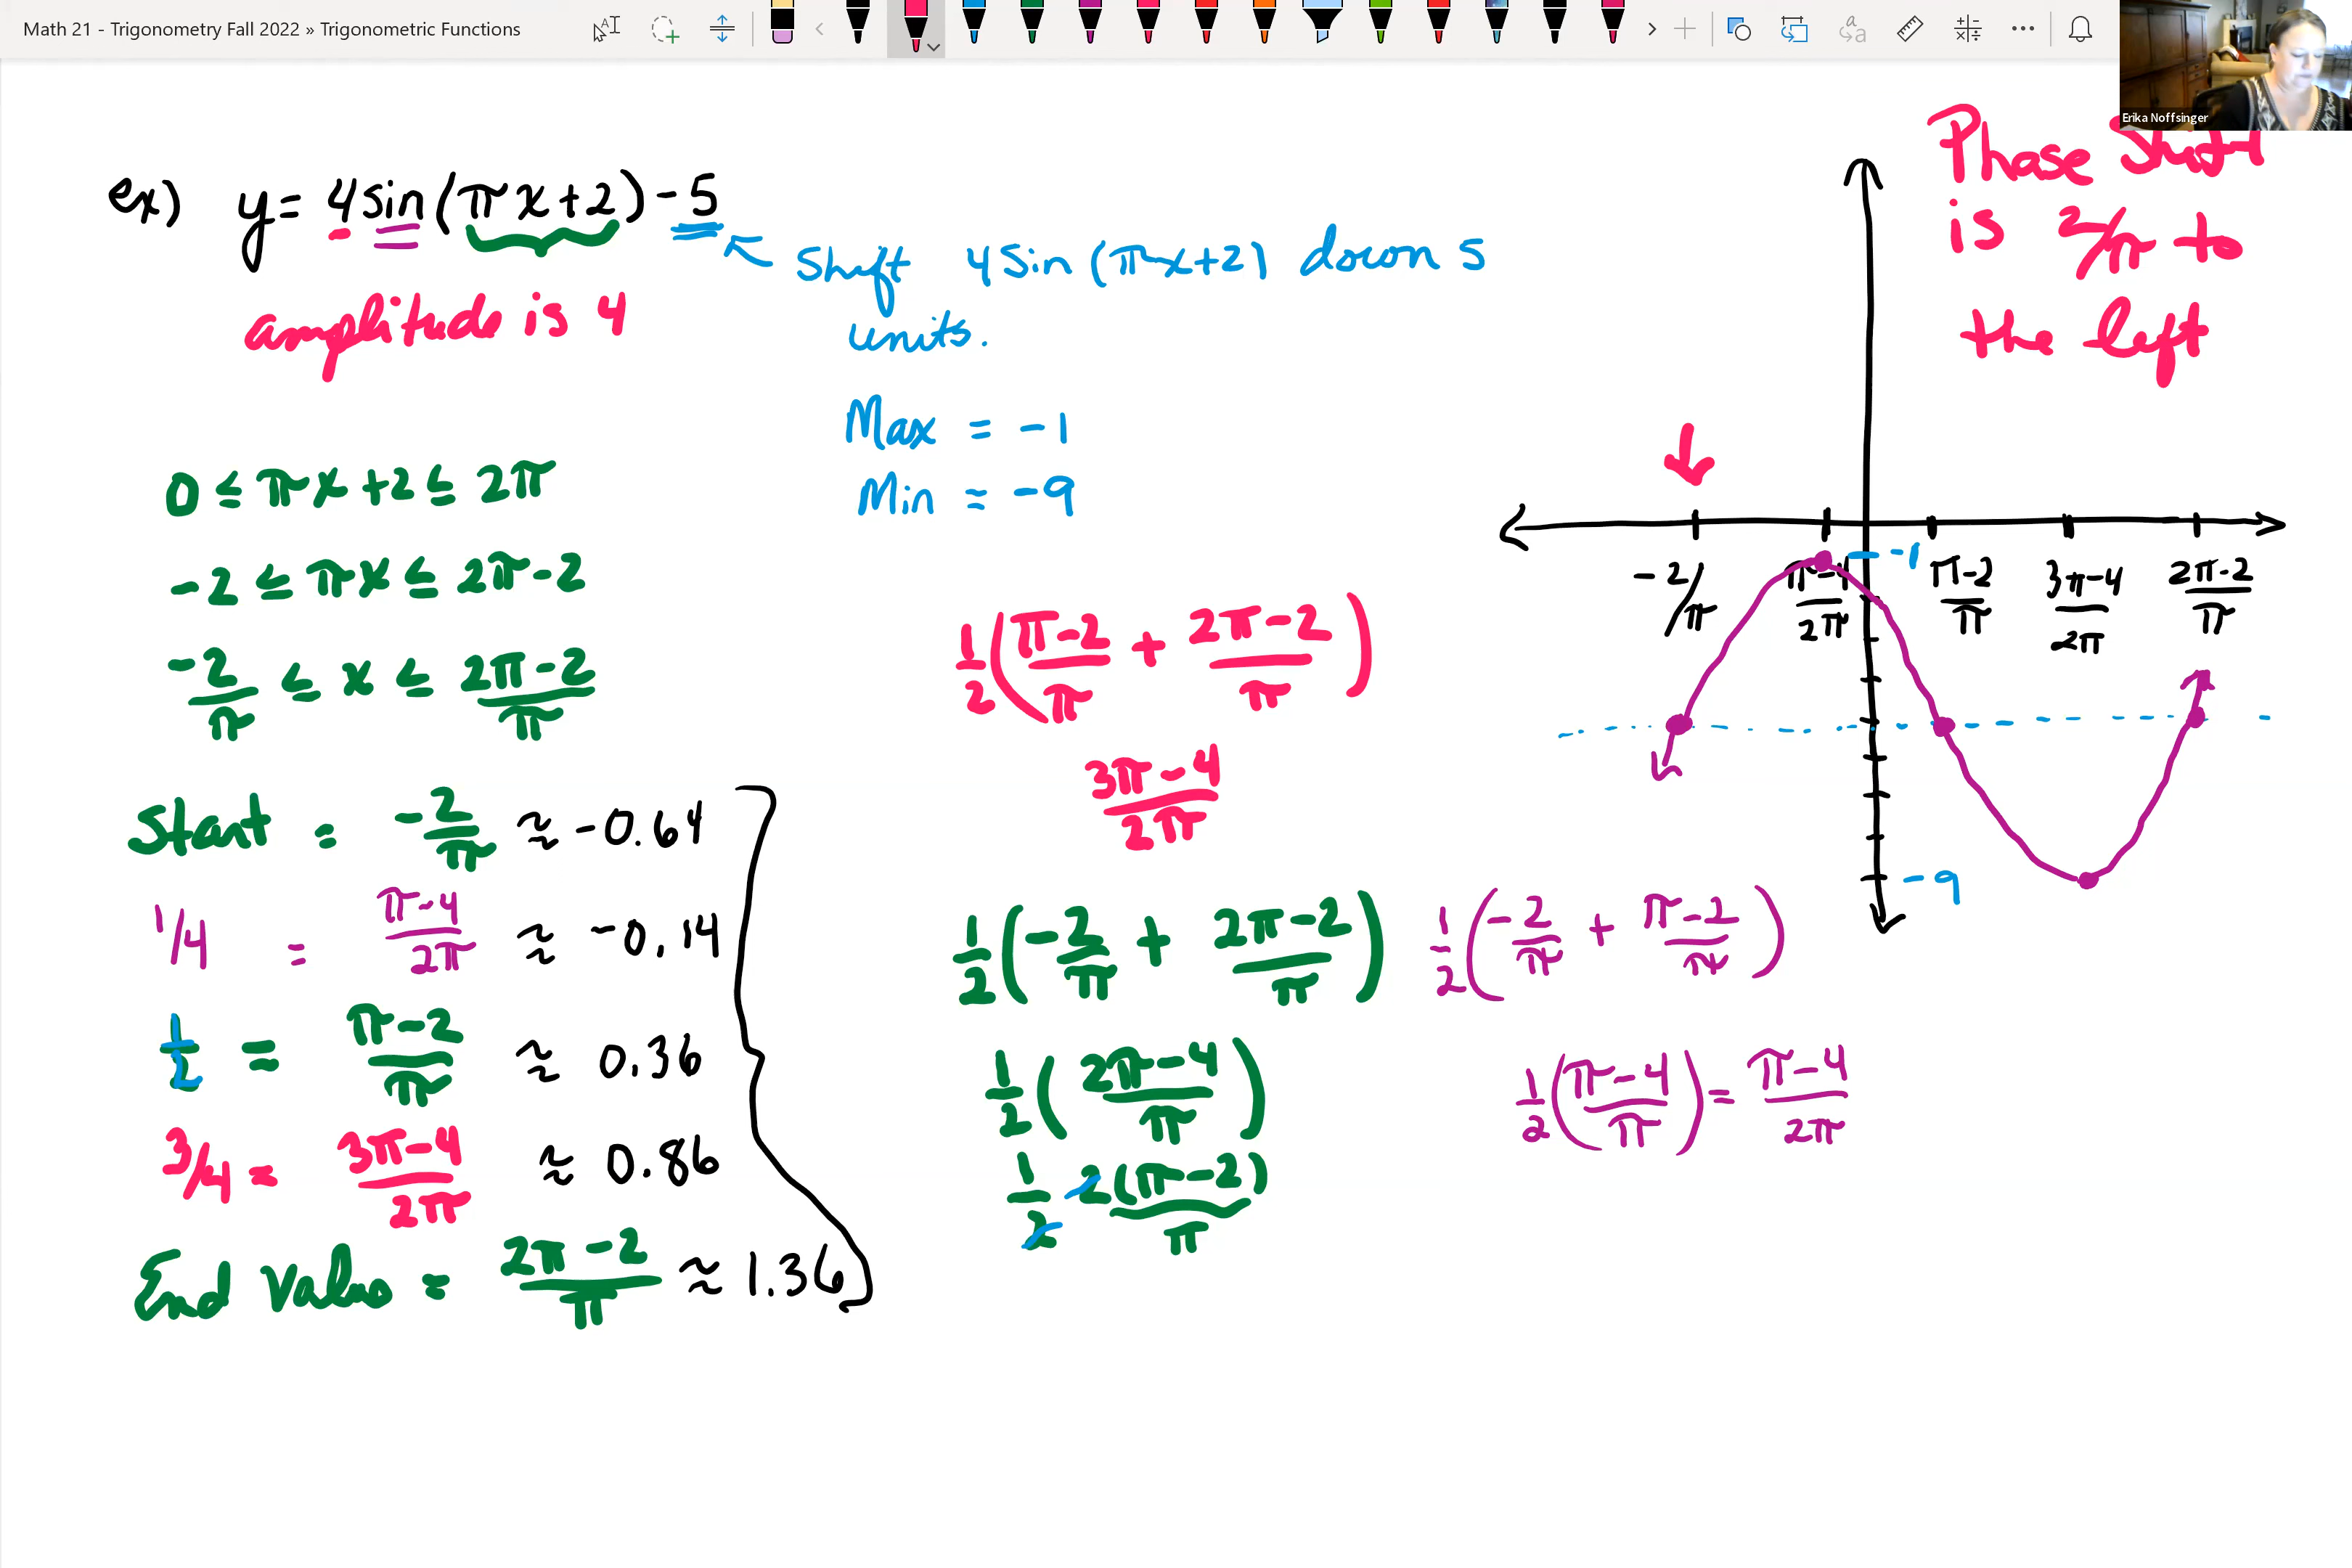 Math 21 - Trigonometry Fall 2022 » Trigonometric Functions
Erika Noffsinger
ex) y = 4 sin (πx+2) - 5
amplitude is 4
Shift 4 Sin (πx+2) down 5
units.
Max = -1
Min = -9
Phase Shift
is 2/π to
the left
0 ≤ πx +2 ≤ 2π
-2 ≤ πx ≤ 2π-2
-2/π ≤ x ≤ 2π-2/π
Start = -2/π ≈ -0.64
1/4 = π-4/2π ≈ -0.14
1/2 = π-2/π ≈ 0.36
3/4 = 3π-4/2π ≈ 0.86
End Value = 2π-2/π ≈ 1.36
1/2 (π-2/π + 2π-2/π)
3π-4/2π
1/2 (-2/π + 2π-2/π)
1/2 (2π-4/π)
1/2 2(π-2)/π
1/2 (-2/π + π-2/π)
1/2 (π-4/π) = π-4/2π
-1
-2/π π-4/2π π-2/π 3π-4/2π 2π-2/π
-9